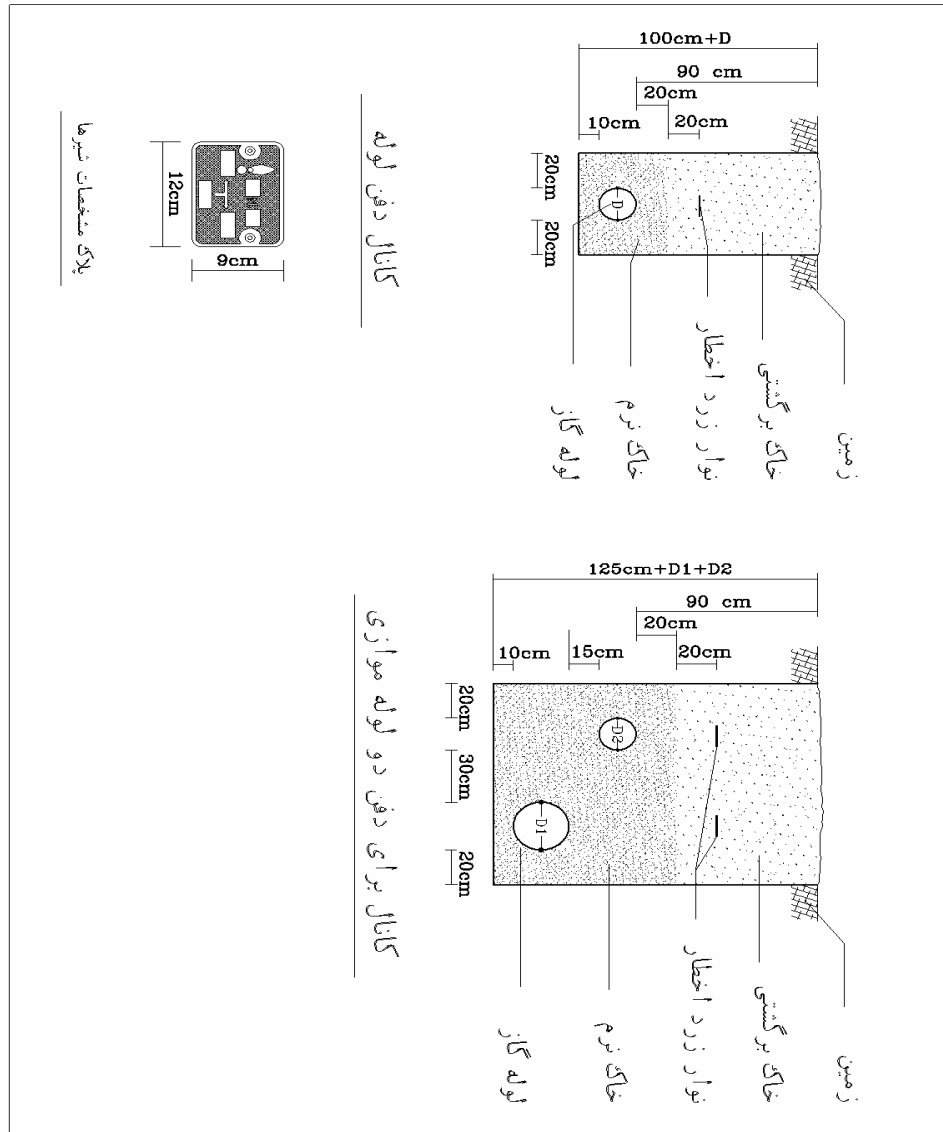 100cm+D
90 cm
20cm
20cm
10cm
20cm
20cm
D
زمین
خاک برگشتی
نوار زرد اخطار
خاک نرم
لوله گاز
کانال دفن لوله
12cm
9cm
پلاک مشخصات شیرها
125cm+D1+D2
90 cm
20cm
20cm
15cm
10cm
20cm
30cm
20cm
D2
D1
زمین
خاک برگشتی
نوار زرد اخطار
خاک نرم
لوله گاز
کانال برای دفن دو لوله موازی